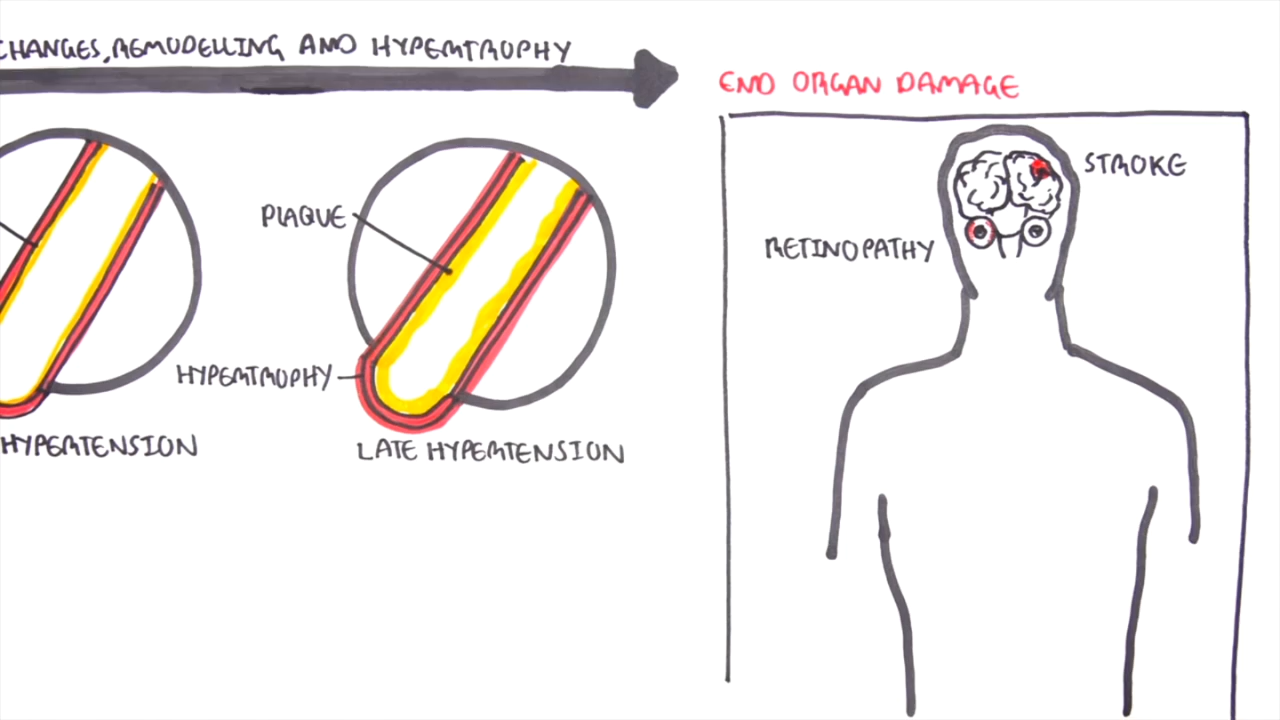 CHANGES, REMODELLING AND HYPERTROPHY
END ORGAN DAMAGE
STROKE
PLAQUE
RETINOPATHY
HYPERTROPHY
HYPERTENSION
LATE HYPERTENSION